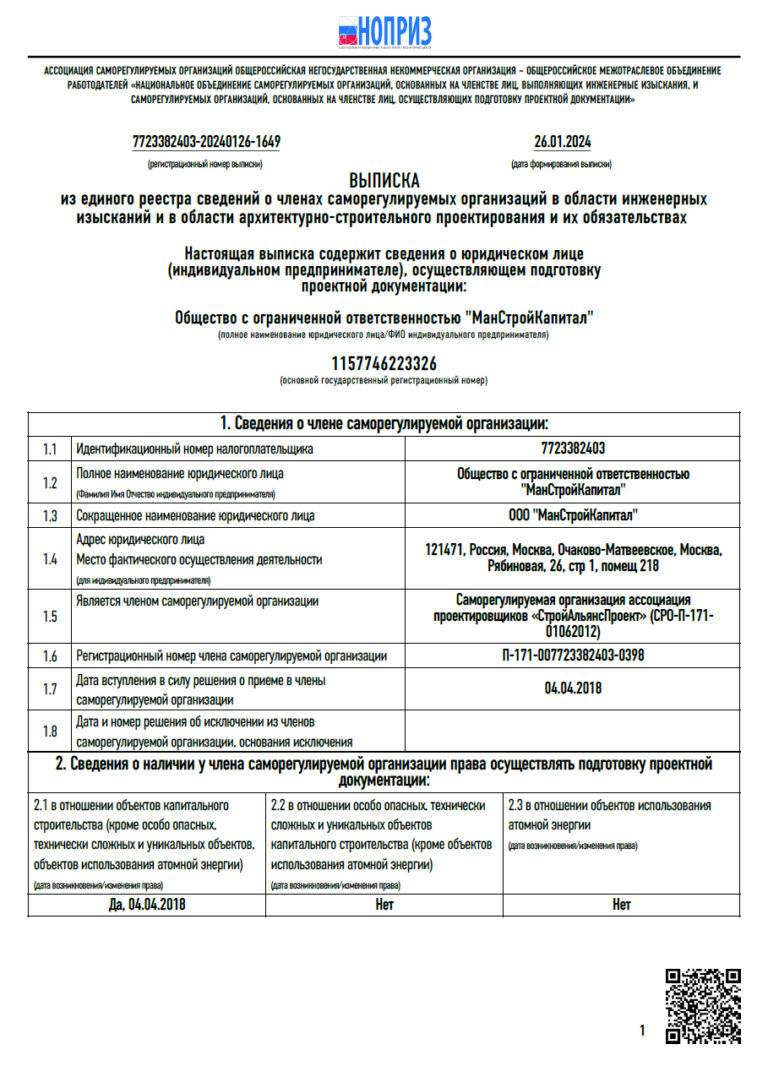 НОПРИЗ
АССОЦИАЦИЯ САМОРЕГУЛИРУЕМЫХ ОРГАНИЗАЦИЙ ОБЩЕРОССИЙСКАЯ НЕГОСУДАРСТВЕННАЯ НЕКОММЕРЧЕСКАЯ ОРГАНИЗАЦИЯ – ОБЩЕРОССИЙСКОЕ МЕЖОТРАСЛЕВОЕ ОБЪЕДИНЕНИЕ
РАБОТОДАТЕЛЕЙ «НАЦИОНАЛЬНОЕ ОБЪЕДИНЕНИЕ САМОРЕГУЛИРУЕМЫХ ОРГАНИЗАЦИЙ, ОСНОВАННЫХ НА ЧЛЕНСТВЕ ЛИЦ, ВЫПОЛНЯЮЩИХ ИНЖЕНЕРНЫЕ ИЗЫСКАНИЯ, И
САМОРЕГУЛИРУЕМЫХ ОРГАНИЗАЦИЙ, ОСНОВАННЫХ НА ЧЛЕНСТВЕ ЛИЦ, ОСУЩЕСТВЛЯЮЩИХ ПОДГОТОВКУ ПРОЕКТНОЙ ДОКУМЕНТАЦИИ»
7723382403-20240126-1649 26.01.2024
(регистрационный номер выписки) (дата формирования выписки)
ВЫПИСКА
из единого реестра сведений о членах саморегулируемых организаций в области инженерных
изысканий и в области архитектурно-строительного проектирования и их обязательствах
Настоящая выписка содержит сведения о юридическом лице
(индивидуальном предпринимателе), осуществляющем подготовку
проектной документации:
Общество с ограниченной ответственностью "МанСтройКапитал"
(полное наименование юридического лица/ФИО индивидуального предпринимателя)
1157746223326
(основной государственный регистрационный номер)
1. Сведения о члене саморегулируемой организации:
1.1 Идентификационный номер налогоплательщика 7723382403
1.2 Полное наименование юридического лица
(Фамилия Имя Отчество индивидуального предпринимателя)
Общество с ограниченной ответственностью
"МанСтройКапитал"
1.3 Сокращенное наименование юридического лица ООО "МанСтройКапитал"
1.4 Адрес юридического лица
Место фактического осуществления деятельности
(для индивидуального предпринимателя)
121471, Россия, Москва, Очаково-Матвеевское, Москва,
Рябиновая, 26, стр 1, помещ 218
1.5 Является членом саморегулируемой организации
Саморегулируемая организация ассоциация
проектировщиков «СтройАльянсПроект» (СРО-П-171-
01062012)
1.6 Регистрационный номер члена саморегулируемой организации П-171-007723382403-0398
1.7 Дата вступления в силу решения о приеме в члены
саморегулируемой организации
04.04.2018
1.8 Дата и номер решения об исключении из членов
саморегулируемой организации, основания исключения
2. Сведения о наличии у члена саморегулируемой организации права осуществлять подготовку проектной
документации:
2.1 в отношении объектов капитального
строительства (кроме особо опасных,
технически сложных и уникальных объектов,
объектов использования атомной энергии)
(дата возникновения/изменения права)
2.2 в отношении особо опасных, технически
сложных и уникальных объектов
капитального строительства (кроме объектов
использования атомной энергии)
(дата возникновения/изменения права)
2.3 в отношении объектов использования
атомной энергии
(дата возникновения/изменения права)
Да, 04.04.2018 Нет Нет
1